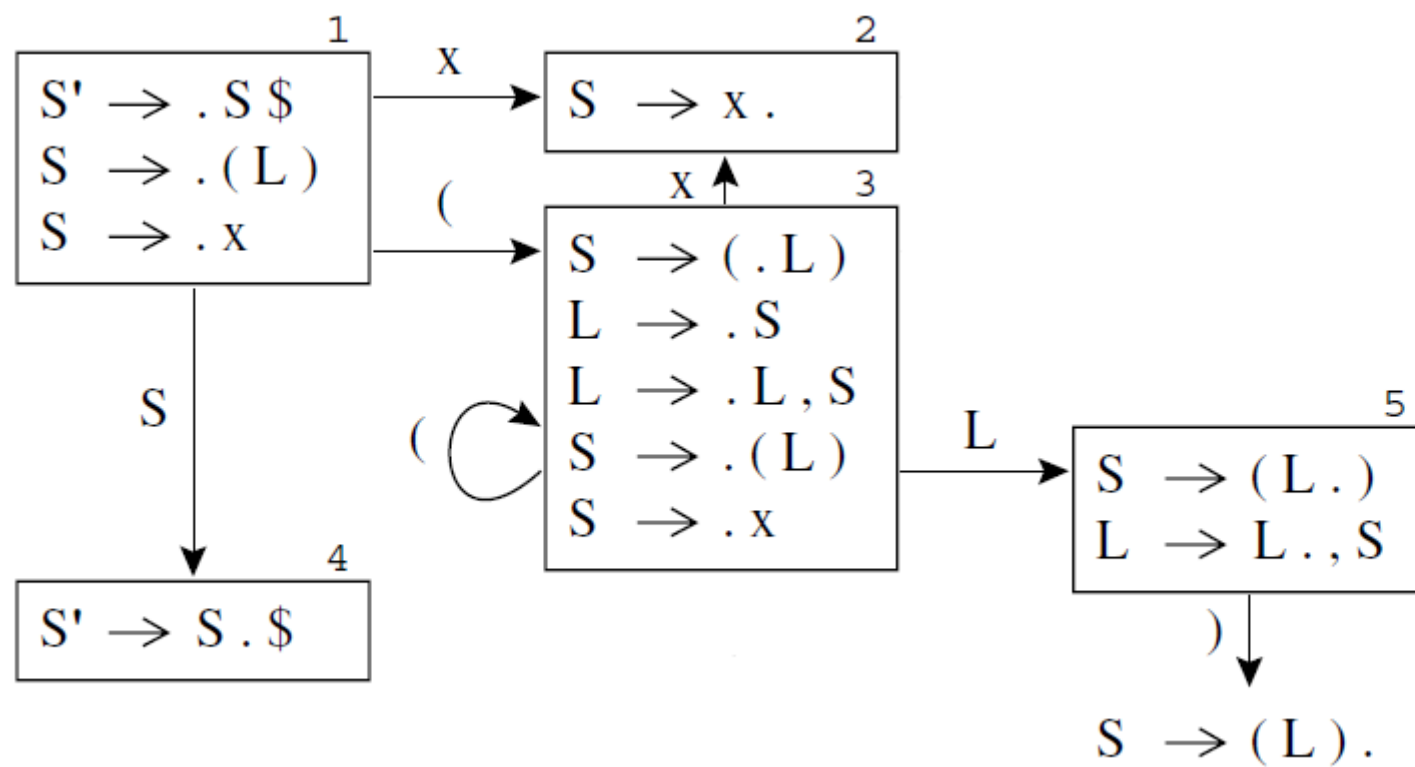 1
S' → . S $
S → . ( L )
S → . x
x
2
S → x .
(
x
3
S → ( . L )
L → . S
L → . L , S
S → . ( L )
S → . x
(
S
4
S' → S . $
L
5
S → ( L . )
L → L . , S
)
S → ( L ) .